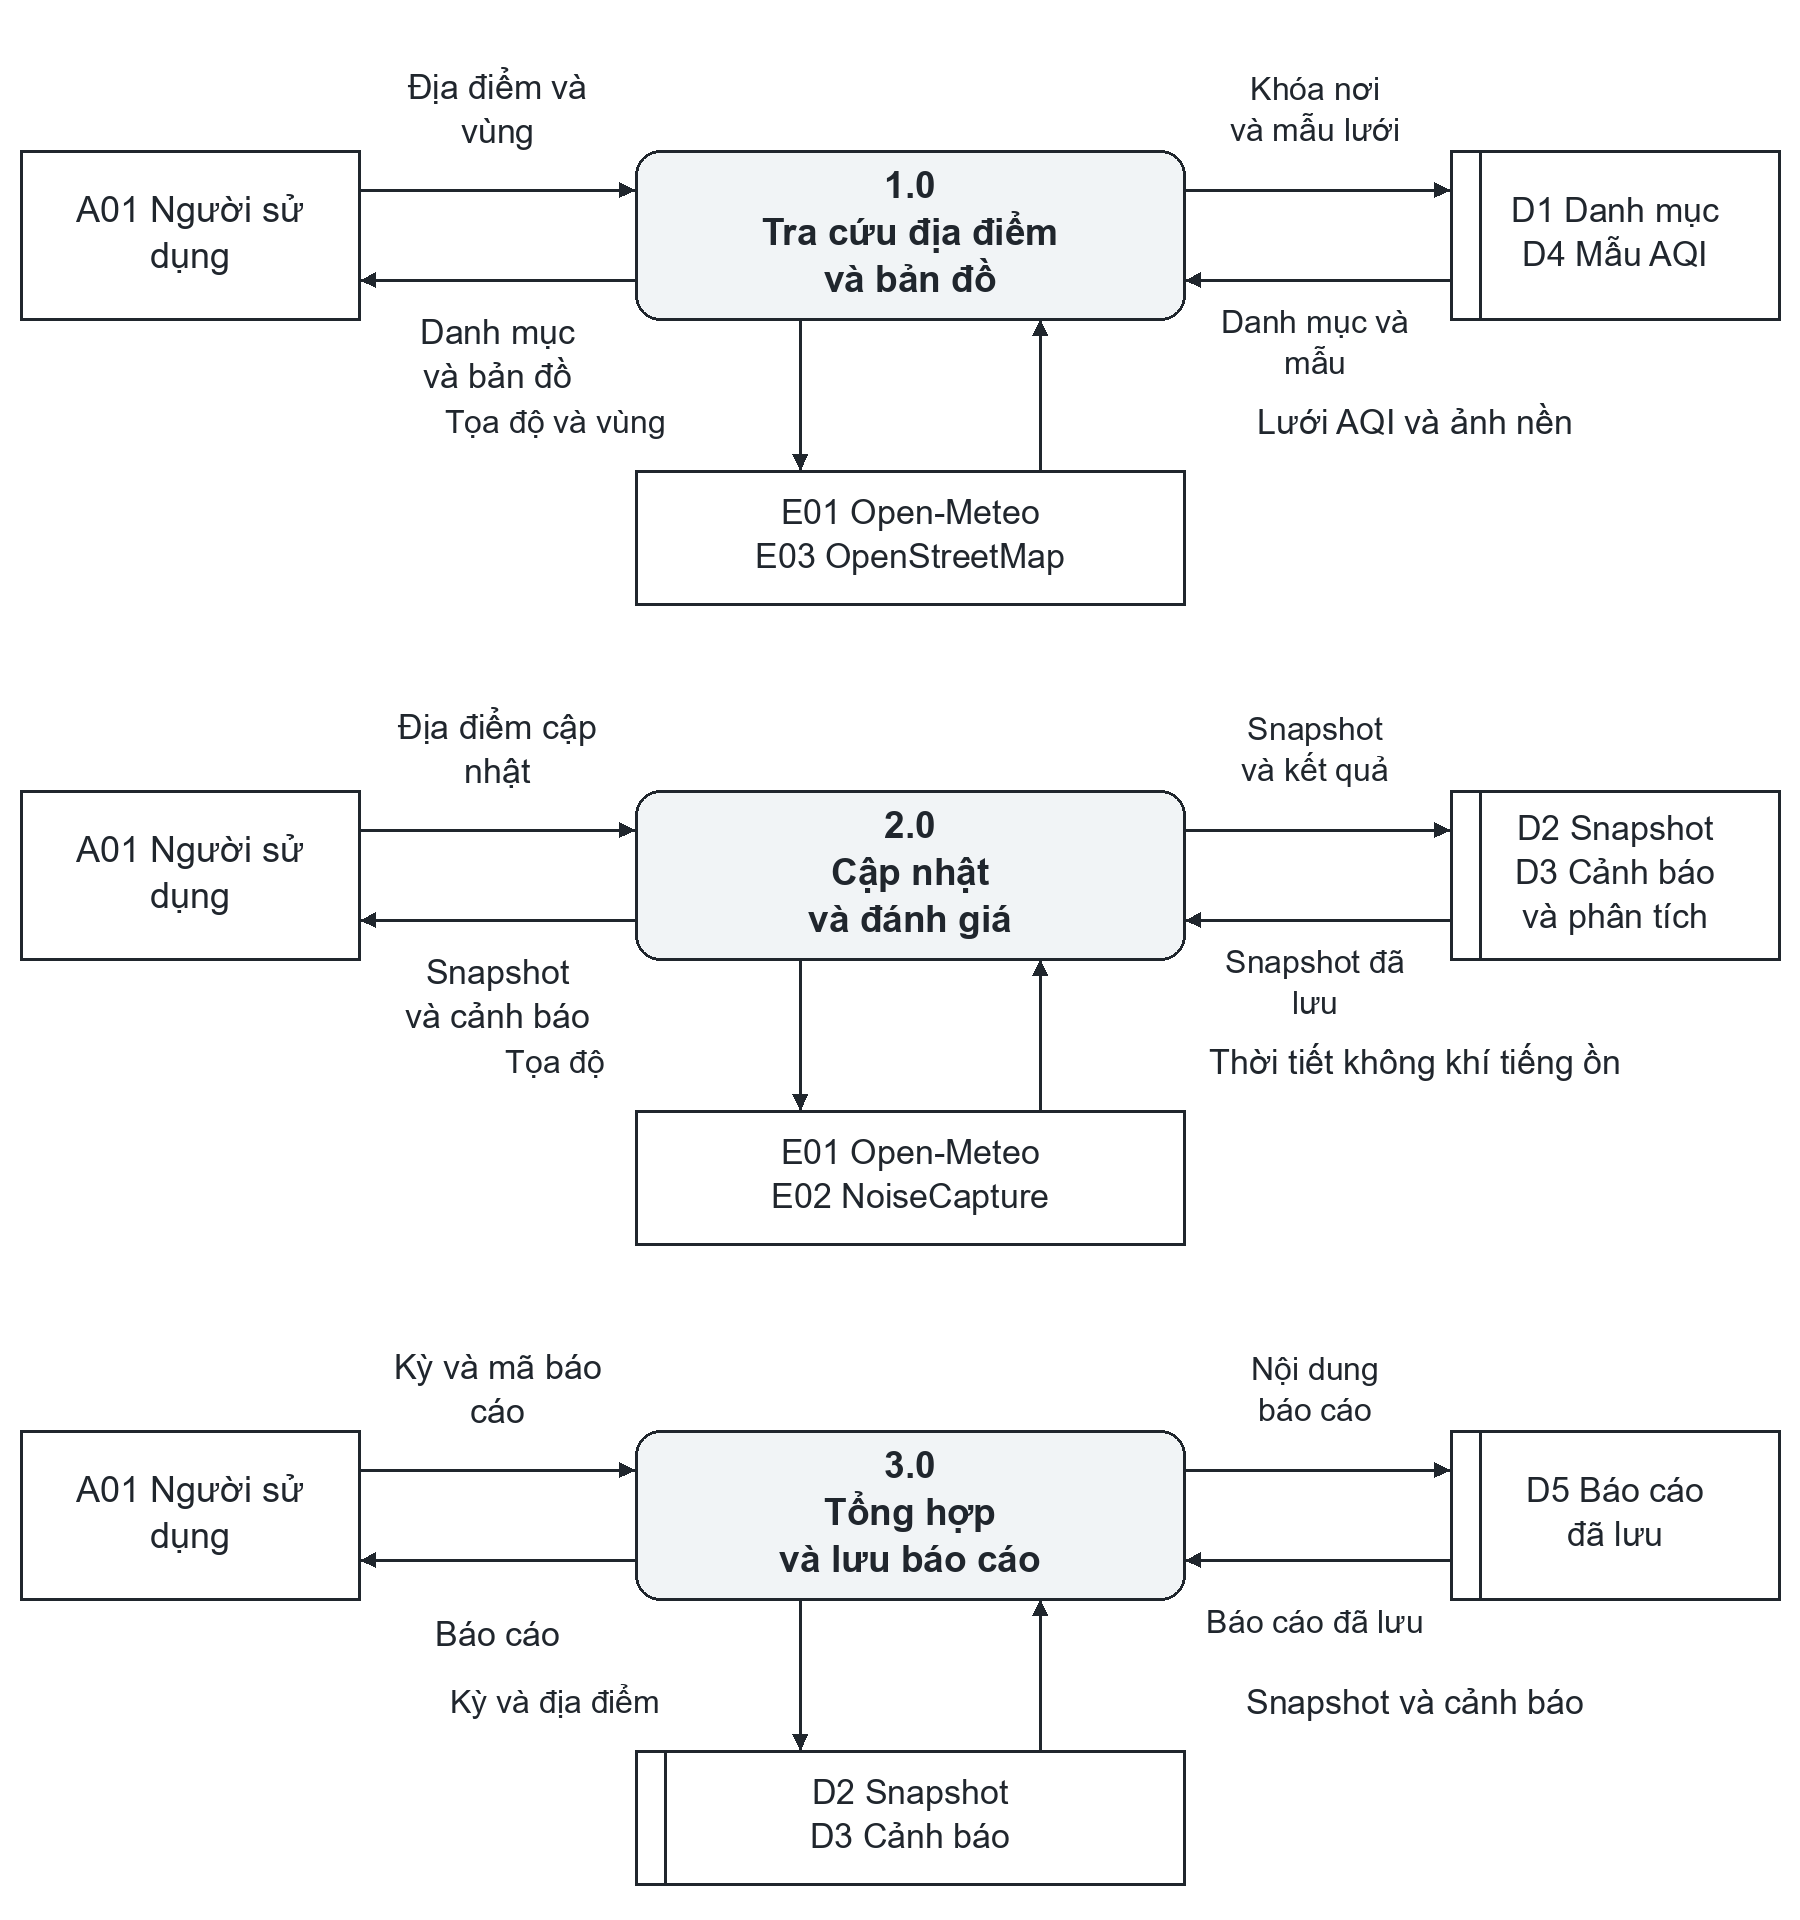 Địa điểm và
vùng
Khóa nơi
và mẫu lưới
A01 Người sử
dụng
1.0
Tra cứu địa điểm
và bản đồ
D1 Danh mục
D4 Mẫu AQI
Danh mục
và bản đồ
Danh mục và
mẫu
Tọa độ và vùng
Lưới AQI và ảnh nền
E01 Open-Meteo
E03 OpenStreetMap
Địa điểm cập
nhật
Snapshot
và kết quả
A01 Người sử
dụng
2.0
Cập nhật
và đánh giá
D2 Snapshot
D3 Cảnh báo
và phân tích
Snapshot
và cảnh báo
Snapshot đã
lưu
Tọa độ
Thời tiết không khí tiếng ồn
E01 Open-Meteo
E02 NoiseCapture
Kỳ và mã báo
cáo
Nội dung
báo cáo
A01 Người sử
dụng
3.0
Tổng hợp
và lưu báo cáo
D5 Báo cáo
đã lưu
Báo cáo
Báo cáo đã lưu
Kỳ và địa điểm
Snapshot và cảnh báo
D2 Snapshot
D3 Cảnh báo